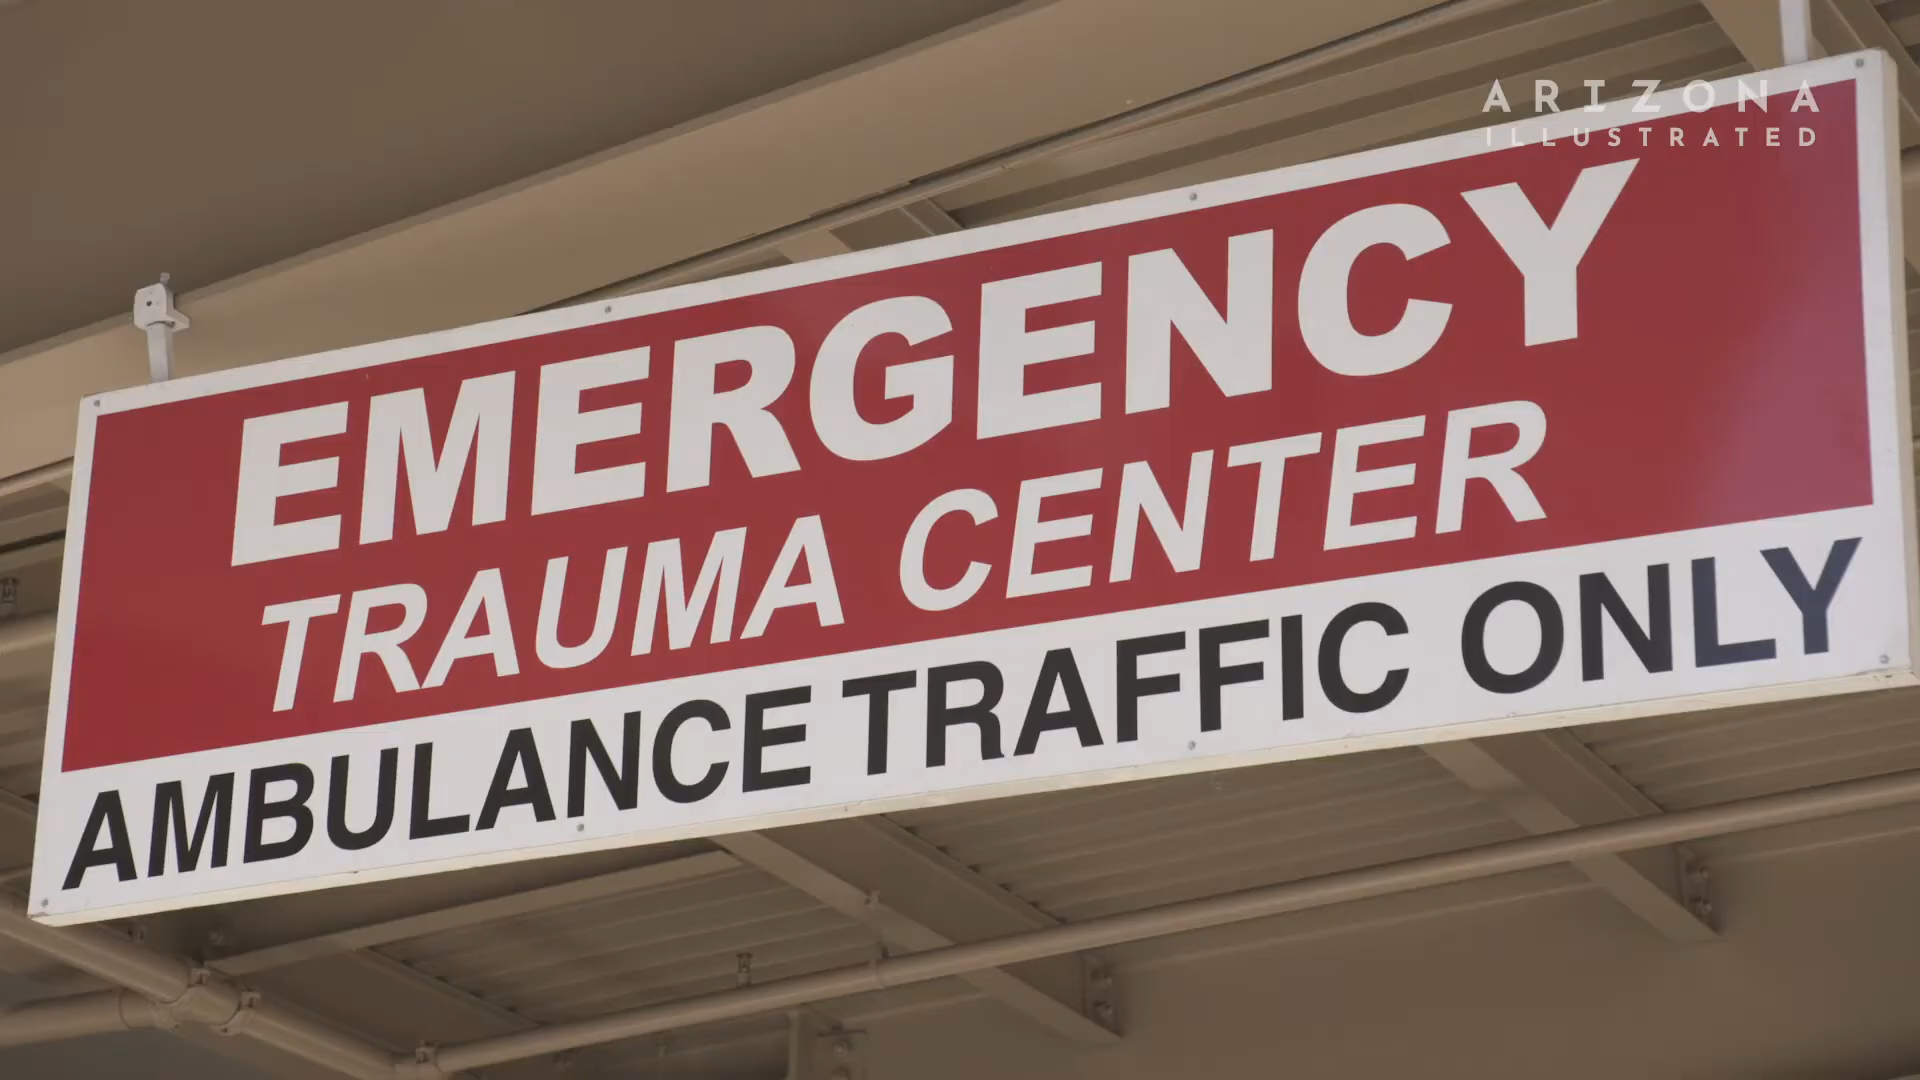 ARIZONA
ILLUSTRATED
EMERGENCY
TRAUMA CENTER
AMBULANCE TRAFFIC ONLY